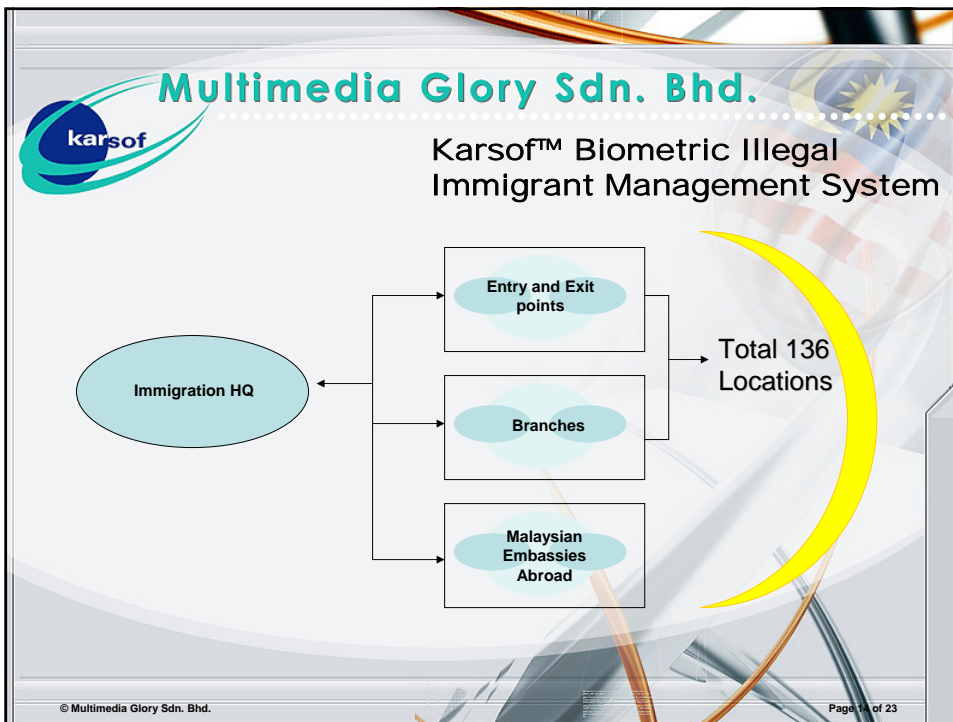 Multimedia Glory Sdn. Bhd.
karsof
Karsof™ Biometric Illegal
Immigrant Management System
Immigration HQ
Entry and Exit
points
Branches
Malaysian
Embassies
Abroad
Total 136
Locations
© Multimedia Glory Sdn. Bhd.
Page 14 of 23